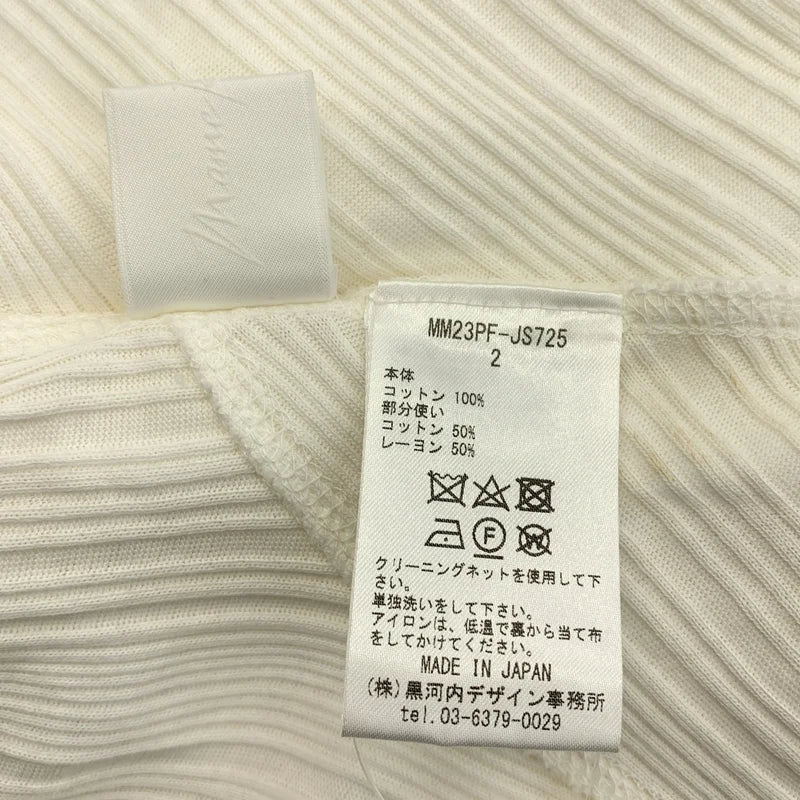 Mame
MM23PF-JS725
2
本体
コットン 100%
部分使い
コットン 50%
レーヨン 50%
F
W
クリーニングネットを使用して下
さい。
単独洗いをして下さい。
アイロンは、低温で裏から当て布
をしてかけてください。
MADE IN JAPAN
(株)黒河内デザイン事務所
tel.03-6379-0029